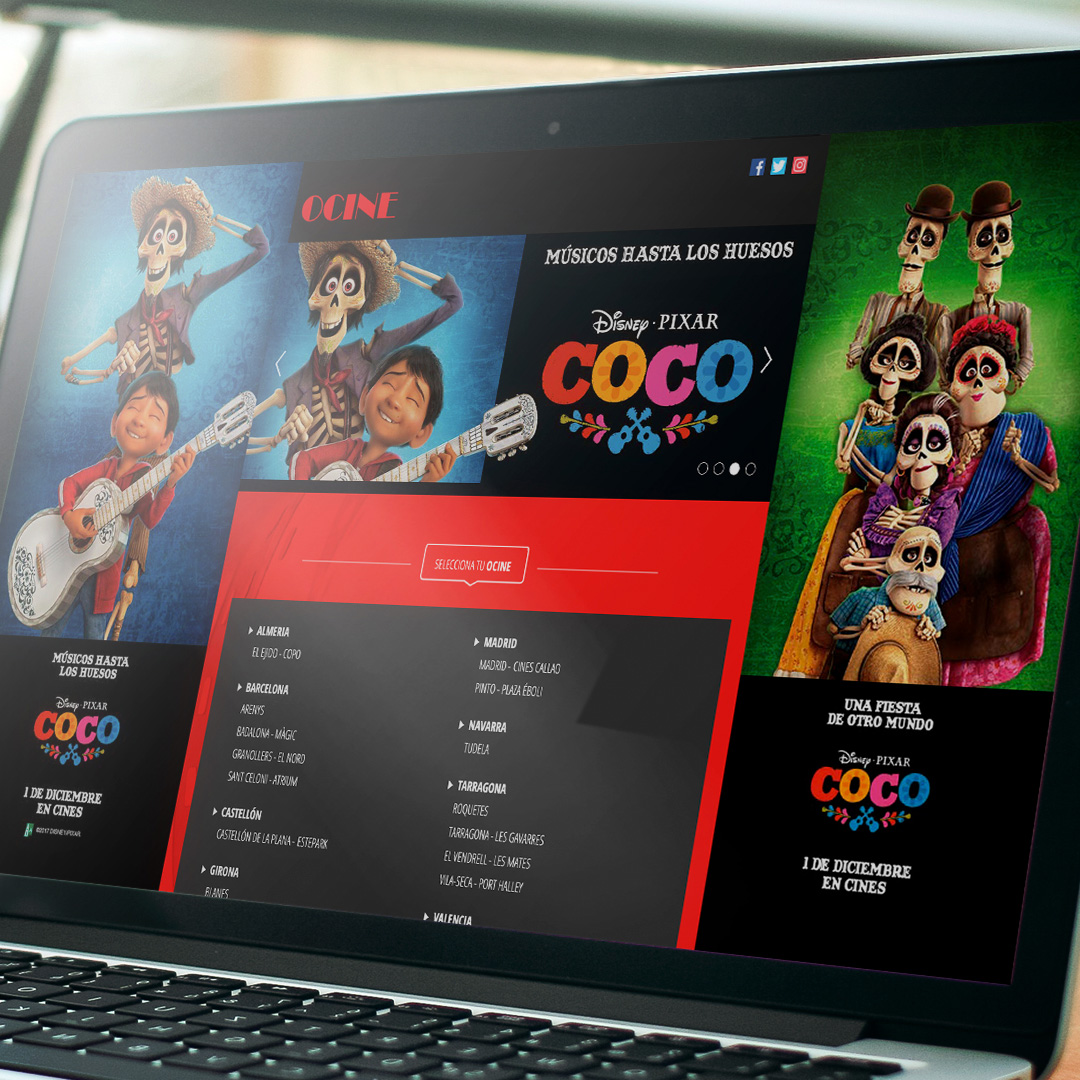 OCINE
MÚSICOS HASTA LOS HUESOS
Disney · PIXAR
COCO
SELECCIONA TU OCINE
ALMERIA
EL EJIDO - COPO
BARCELONA
ARENYS
BADALONA - MÀGIC
GRANOLLERS - EL NORD
SANT CELONI - ATRIUM
CASTELLÓN
CASTELLÓN DE LA PLANA - ESTEPARK
GIRONA
BLANES
MADRID
MADRID - CINES CALLAO
PINTO - PLAZA ÉBOLI
NAVARRA
TUDELA
TARRAGONA
ROQUETES
TARRAGONA - LES GAVARRES
EL VENDRELL - LES MATES
VILA-SECA - PORT HALLEY
VALENCIA
MÚSICOS HASTA
LOS HUESOS
Disney · PIXAR
COCO
1 DE DICIEMBRE
EN CINES
©2017 DISNEY/PIXAR
UNA FIESTA
DE OTRO MUNDO
Disney · PIXAR
COCO
1 DE DICIEMBRE
EN CINES